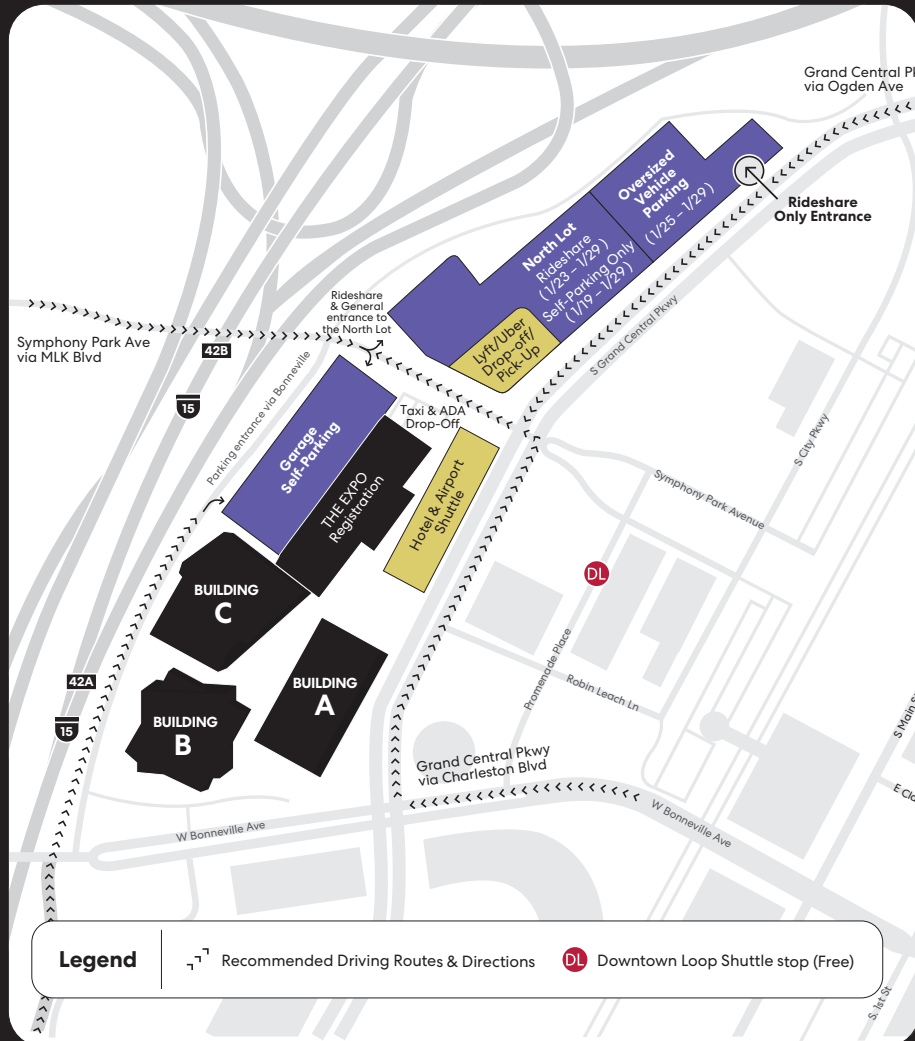 Grand Central
via Ogden Ave
Rideshare
Only Entrance
Oversized
Vehicle
Parking
(1/25 – 1/29)
North Lot
Rideshare
(1/23 – 1/29)
Self-Parking Only
(1/19 – 1/29)
Lyft/Uber
Drop-off/
Pick-Up
Rideshare
& General
entrance to
the North Lot
Symphony Park Ave
via MLK Blvd
42B
15
Parking entrance via Bonneville
S Grand Central Pkwy
Taxi & ADA
Drop-Off
Garage
Self-Parking
THE EXPO
Registration
Hotel & Airport
Shuttle
S City Pkwy
Symphony Park Avenue
DL
BUILDING
C
BUILDING
A
BUILDING
B
42A
15
Promenade Place
Robin Leach Ln
Grand Central Pkwy
via Charleston Blvd
W Bonneville Ave
W Bonneville Ave
S Main
E
S. 1st St
Legend
Recommended Driving Routes & Directions
DL Downtown Loop Shuttle stop (Free)